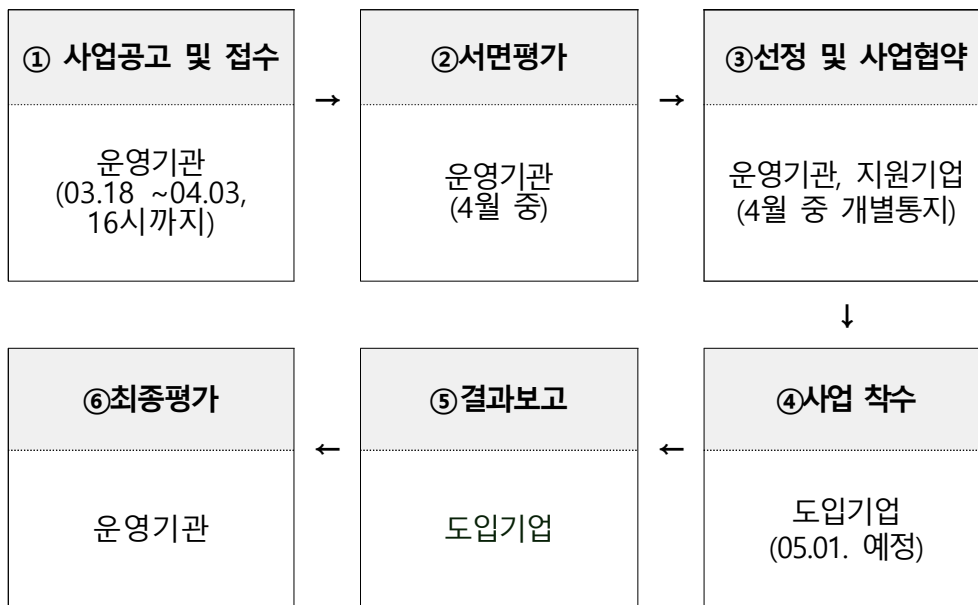 ① 사업공고 및 접수
→
②서면평가
→
③선정 및 사업협약
운영기관
(03.18 ~04.03,
16시까지)
운영기관
(4월 중)
운영기관, 지원기업
(4월 중 개별통지)
↓
⑥최종평가
←
⑤결과보고
←
④사업 착수
운영기관
도입기업
도입기업
(05.01. 예정)